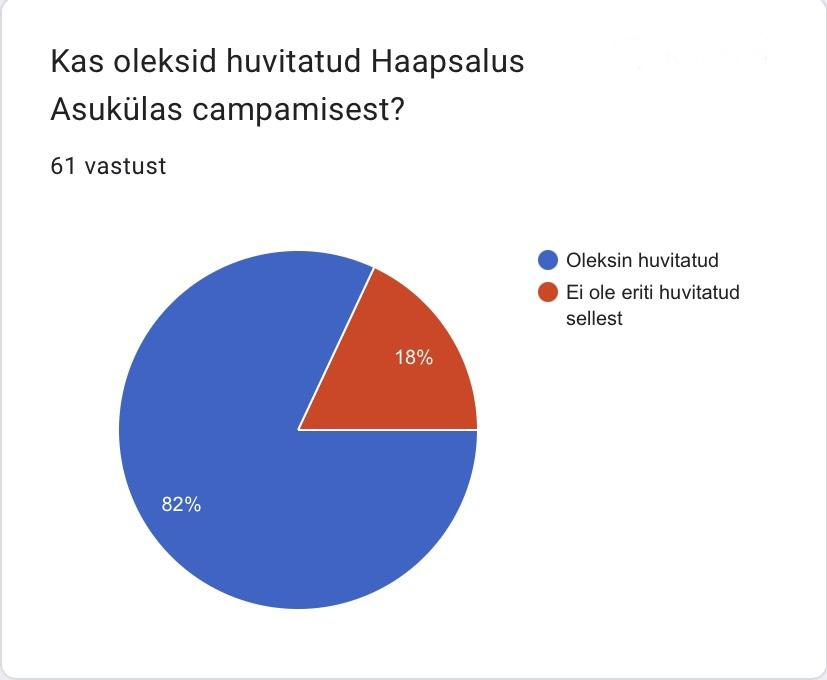 Kas oleksid huvitatud Haapsalus
Asukülas campamisest?
61 vastust
Oleksin huvitatud
Ei ole eriti huvitatud
sellest
18%
82%